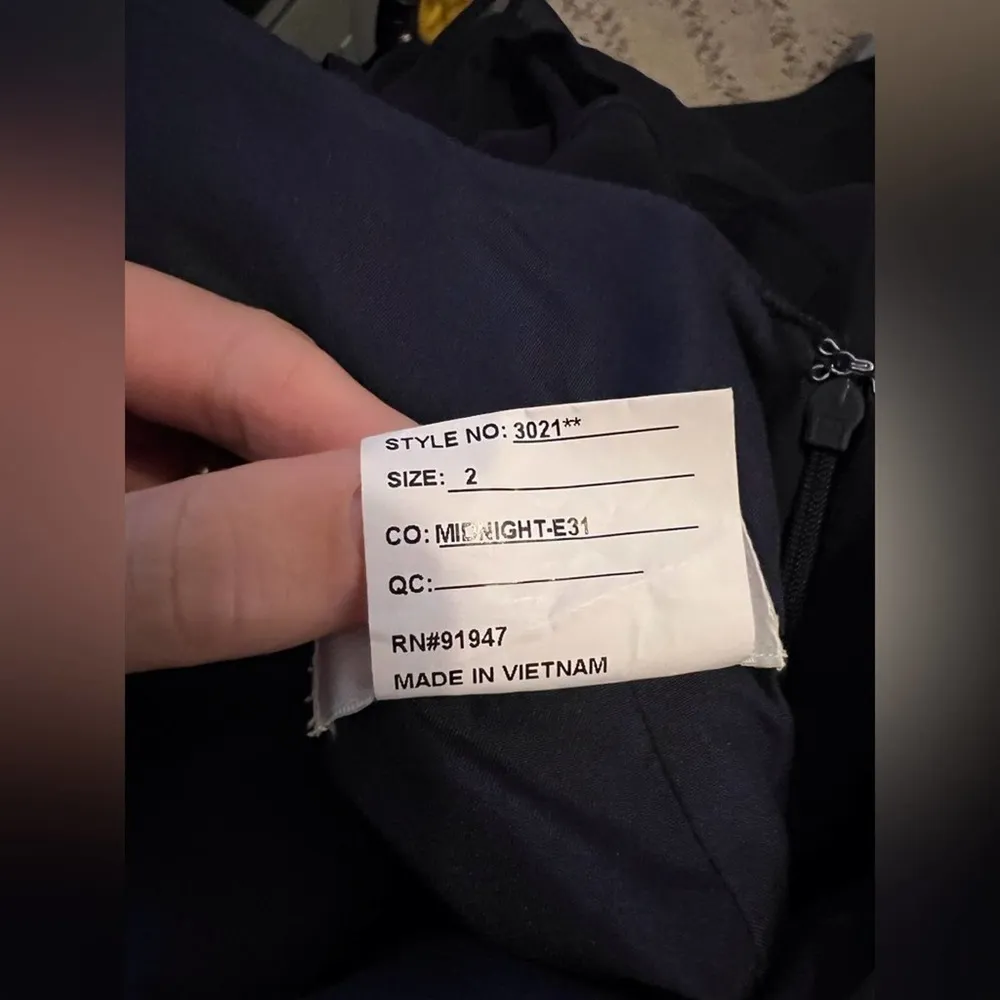 STYLE NO: 3021**
SIZE: 2
CO: MIDNIGHT-E31
QC:
RN#91947
MADE IN VIETNAM